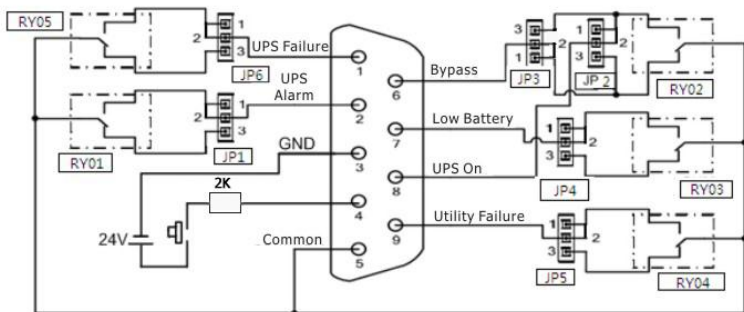 RY05
1
2
3
UPS Failure
JP6
1
UPS
Alarm
2
1
2
3
RY01
JP1
GND
3
2K
4
24V
Common
5
Bypass
6
3
2
1
JP3
1
2
3
JP 2
RY02
Low Battery
7
1
2
3
RY03
UPS On
8
JP4
Utility Failure
9
1
2
3
JP5
RY04